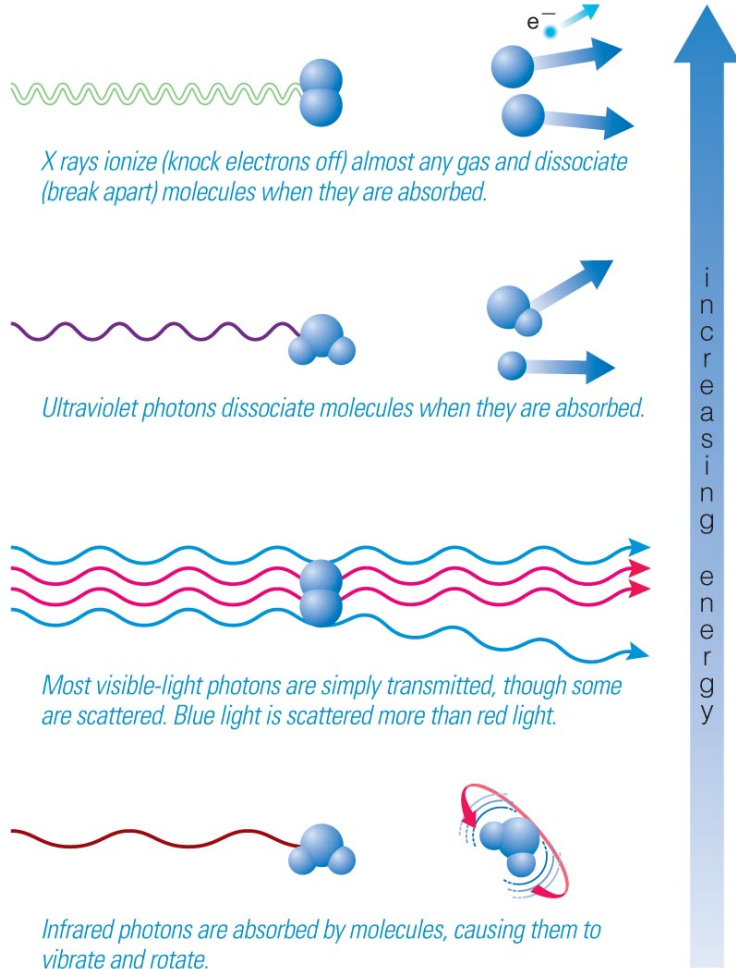 e−
X rays ionize (knock electrons off) almost any gas and dissociate
(break apart) molecules when they are absorbed.
Ultraviolet photons dissociate molecules when they are absorbed.
Most visible-light photons are simply transmitted, though some
are scattered. Blue light is scattered more than red light.
Infrared photons are absorbed by molecules, causing them to
vibrate and rotate.
increasing energy